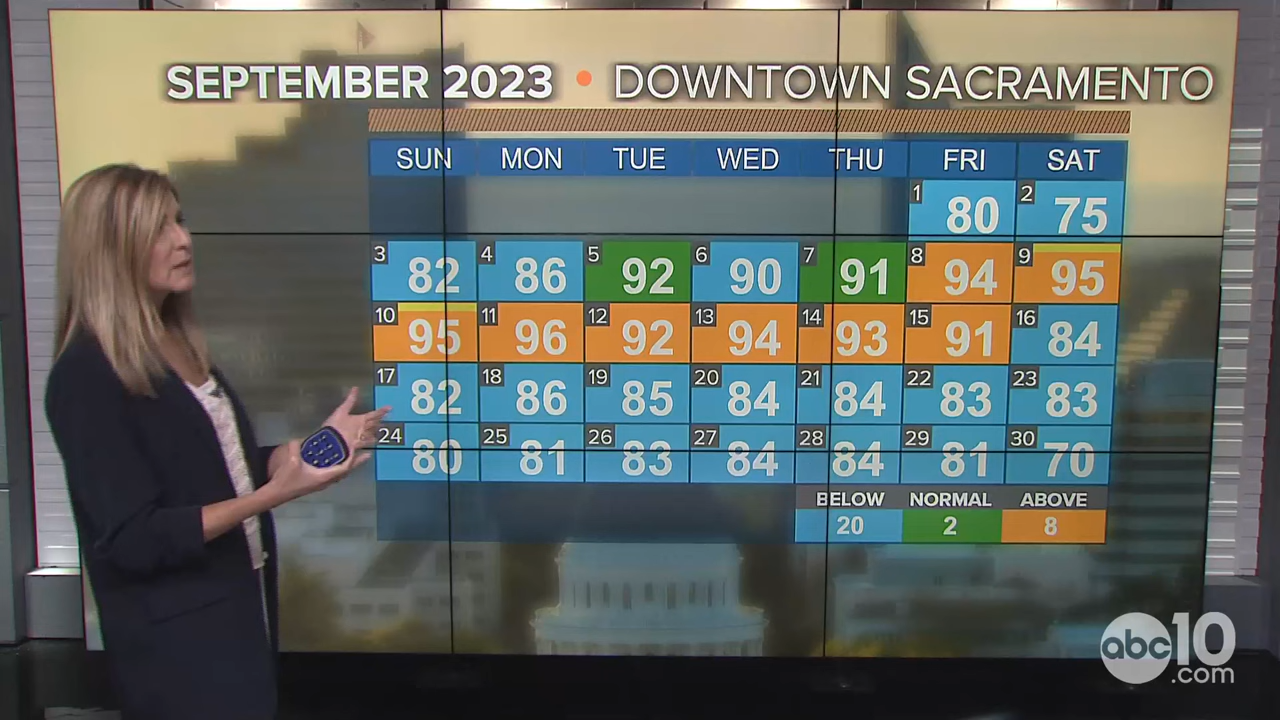 SEPTEMBER 2023 • DOWNTOWN SACRAMENTO
SUN MON TUE WED THU FRI SAT
1 80 2 75
3 82 4 86 5 92 6 90 7 91 8 94 9 95
10 95 11 96 12 92 13 94 14 93 15 91 16 84
17 82 18 86 19 85 20 84 21 84 22 83 23 83
24 80 25 81 26 83 27 84 28 84 29 81 30 70
BELOW NORMAL ABOVE
20 2 8
abc10
.com